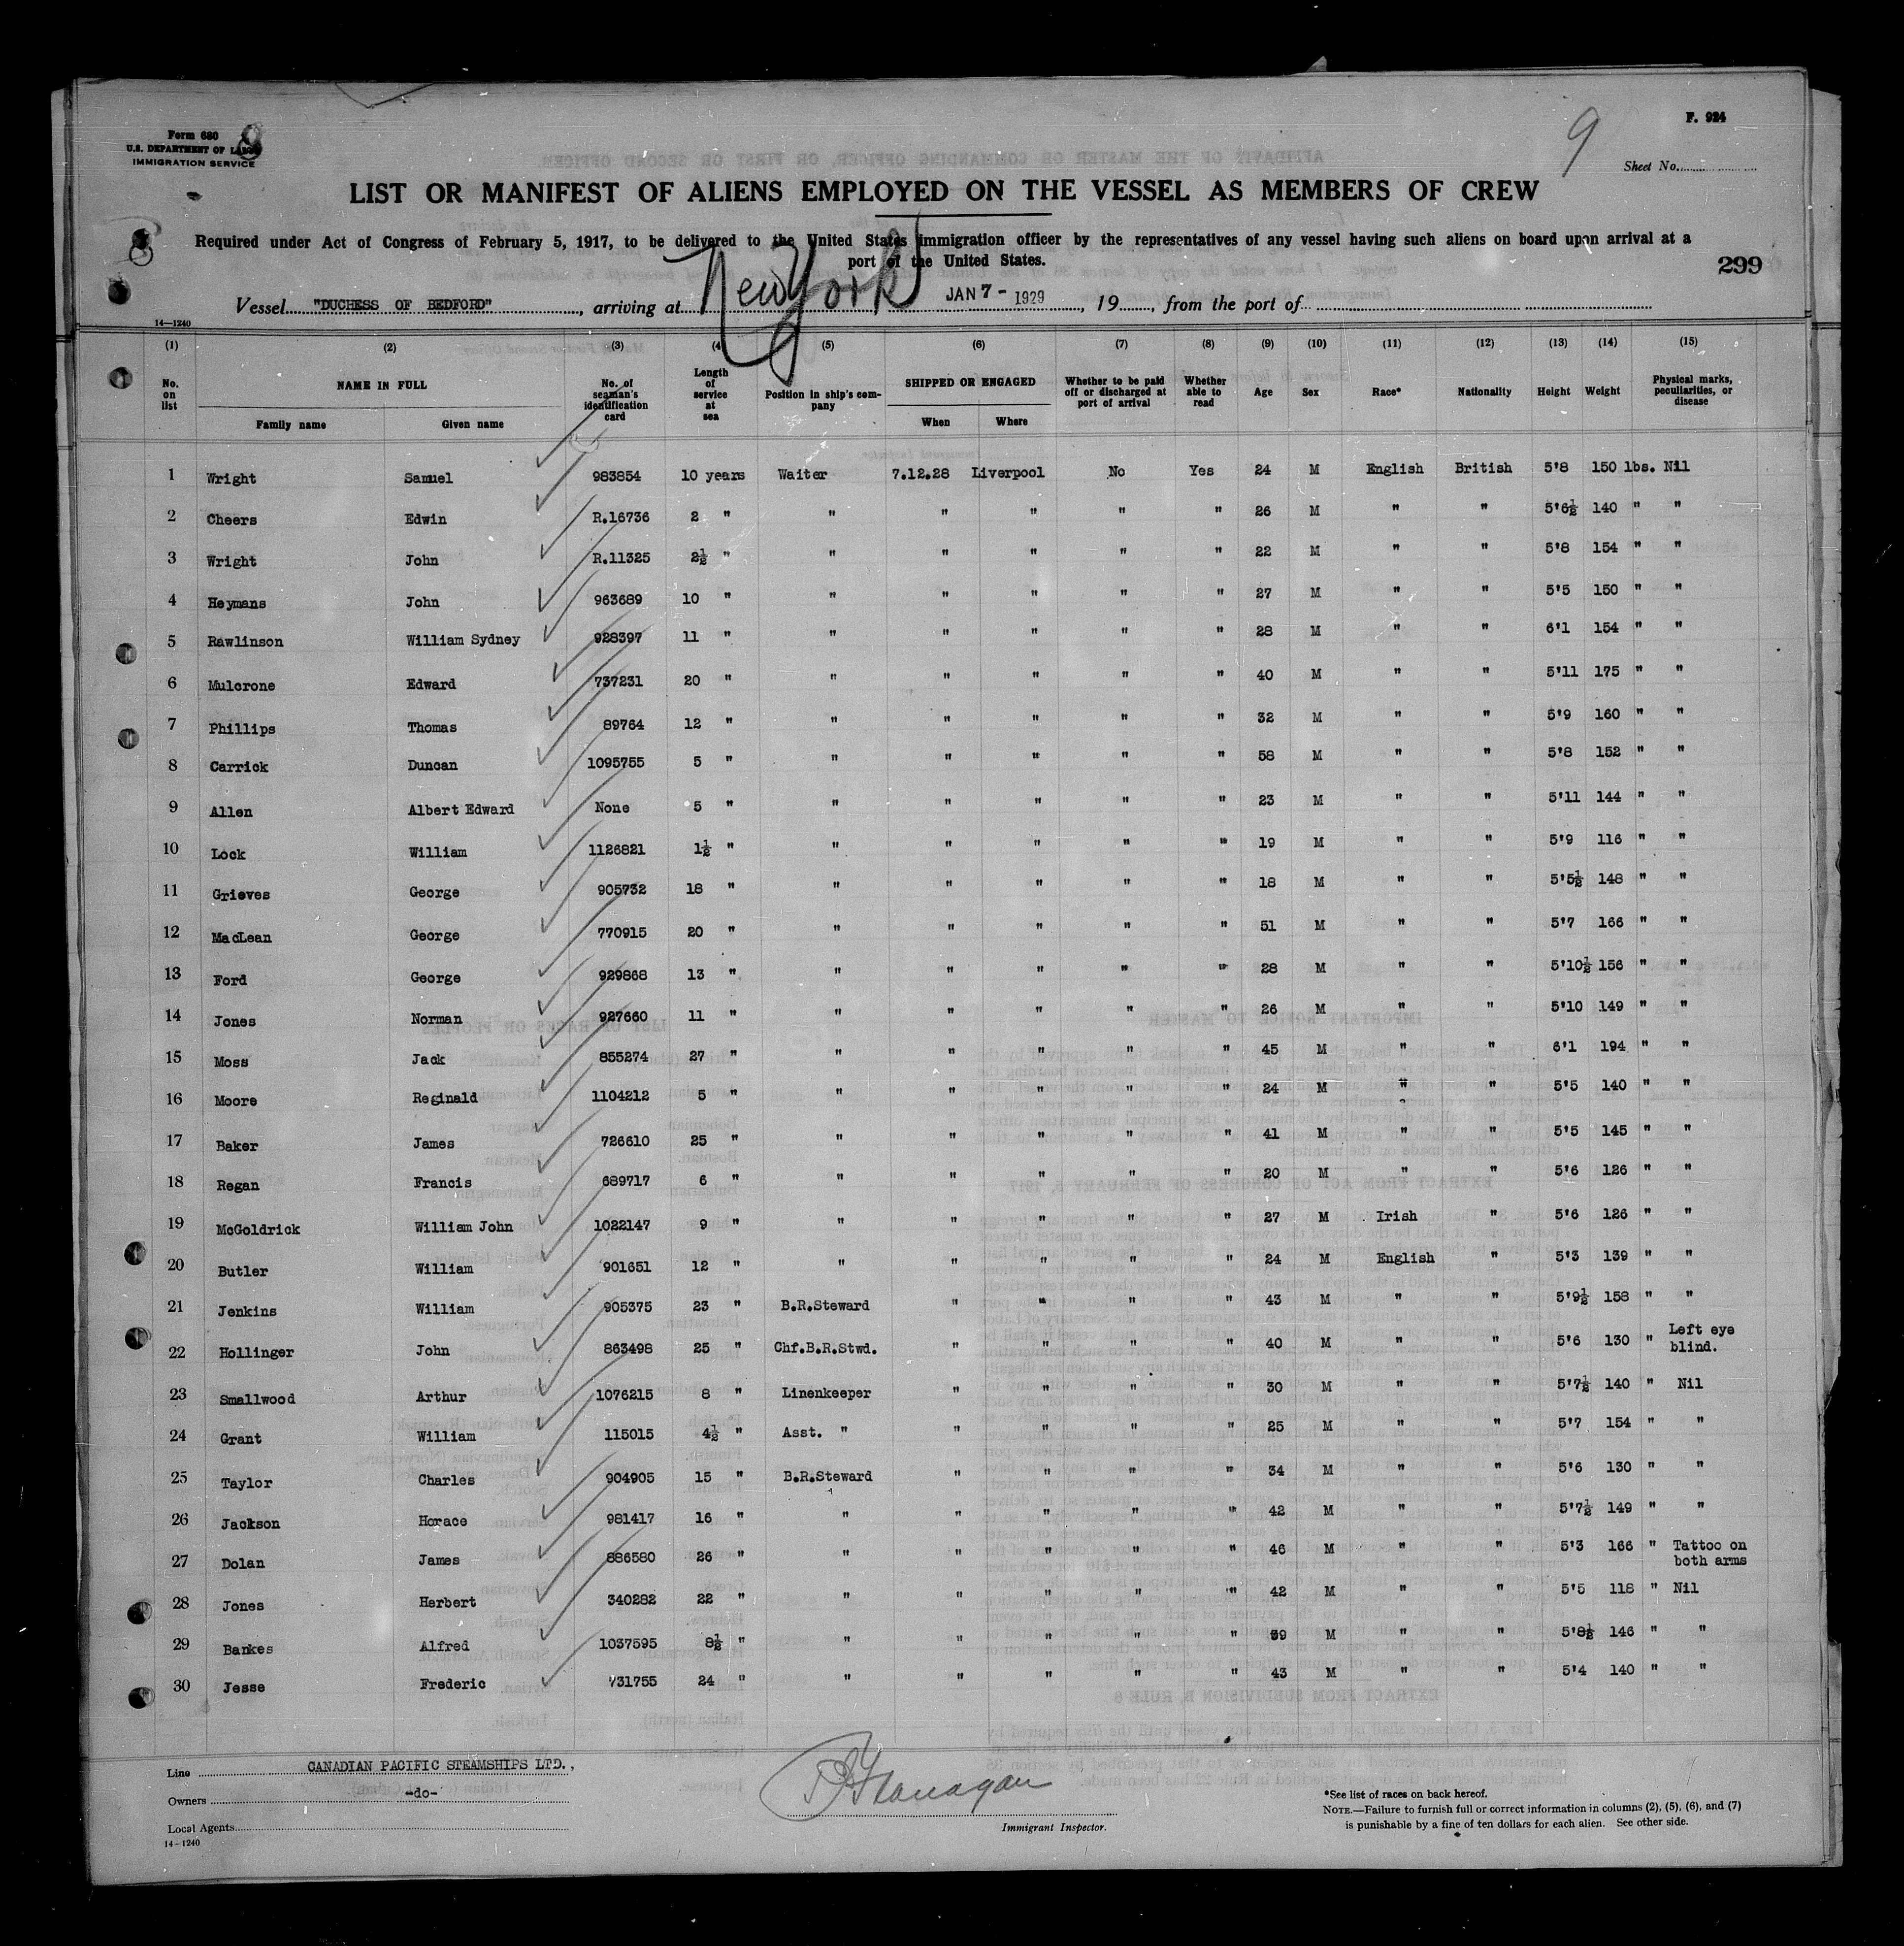 Form 680
U.S. DEPARTMENT OF LABOR
IMMIGRATION SERVICE
8
9
F. 924
Sheet No.
LIST OR MANIFEST OF ALIENS EMPLOYED ON THE VESSEL AS MEMBERS OF CREW
8
Required under Act of Congress of February 5, 1917, to be delivered to the United States Immigration officer by the representatives of any vessel having such aliens on board upon arrival at a
port of the United States.
299
Vessel "DUCHESS OF BEDFORD", arriving at New York JAN 7 - 1929, 19, from the port of
14—1240
(1) (2) (3) (4) (5) (6) (7) (8) (9) (10) (11) (12) (13) (14) (15)
No. on list NAME IN FULL Family name Given name No. of seaman's identification card Length of service at sea Position in ship's company SHIPPED OR ENGAGED When Where Whether to be paid off or discharged at port of arrival Whether able to read Age Sex Race* Nationality Height Weight Physical marks, peculiarities, or disease
1 Wright Samuel 983854 10 years Waiter 7.12.28 Liverpool No Yes 24 M English British 5'8 150 lbs. Nil
2 Cheers Edwin R.16736 2 " " " " " " 26 M " " 5'6½ 140 " "
3 Wright John R.11325 2½ " " " " " " 22 M " " 5'8 154 " "
4 Heymans John 963689 10 " " " " " " 27 M " " 5'5 150 " "
5 Rawlinson William Sydney 928397 11 " " " " " " 28 M " " 6'1 154 " "
6 Mulcrone Edward 737231 20 " " " " " " 40 M " " 5'11 175 " "
7 Phillips Thomas 89764 12 " " " " " " 32 M " " 5'9 160 " "
8 Carrick Duncan 1095755 5 " " " " " " 58 M " " 5'8 152 " "
9 Allen Albert Edward None 5 " " " " " " 23 M " " 5'11 144 " "
10 Lock William 1126821 1½ " " " " " " 19 M " " 5'9 116 " "
11 Grieves George 905732 18 " " " " " " 18 M " " 5'5½ 148 " "
12 MacLean George 770915 20 " " " " " " 51 M " " 5'7 166 " "
13 Ford George 929868 13 " " " " " " 28 M " " 5'10½ 156 " "
14 Jones Norman 927660 11 " " " " " " 26 M " " 5'10 149 " "
15 Moss Jack 855274 27 " " " " " " 45 M " " 6'1 194 " "
16 Moore Reginald 1104212 5 " " " " " " 24 M " " 5'5 140 " "
17 Baker James 726610 25 " " " " " " 41 M " " 5'5 145 " "
18 Regan Francis 689717 6 " " " " " " 20 M " " 5'6 126 " "
19 McGoldrick William John 1022147 9 " " " " " " 27 M Irish " 5'6 126 " "
20 Butler William 901651 12 " " " " " " 24 M English " 5'3 139 " "
21 Jenkins William 905375 23 " B.R.Steward " " " " 43 M " " 5'9½ 158 " "
22 Hollinger John 863498 25 " Chf.B.R.Stwd. " " " " 40 M " " 5'6 130 " Left eye blind.
23 Smallwood Arthur 1076215 8 " Linenkeeper " " " " 30 M " " 5'7½ 140 " Nil
24 Grant William 115015 4½ " Asst. " " " " " 25 M " " 5'7 154 " "
25 Taylor Charles 904905 15 " B.R.Steward " " " " 34 M " " 5'6 130 " "
26 Jackson Horace 981417 16 " " " " " " 42 M " " 5'7½ 149 " "
27 Dolan James 886580 26 " " " " " " 46 M " " 5'3 166 " Tattoo on both arms
28 Jones Herbert 340282 22 " " " " " " 42 M " " 5'5 118 " Nil
29 Bankes Alfred 1037595 8½ " " " " " " 39 M " " 5'8½ 146 " "
30 Jesse Frederic 731755 24 " " " " " " 43 M " " 5'4 140 " "
Line CANADIAN PACIFIC STEAMSHIPS LTD.,
Owners -do-
Local Agents
14-1240
Flanagan
Immigrant Inspector.
*See list of races on back hereof.
NOTE.—Failure to furnish full or correct information in columns (2), (5), (6), and (7)
is punishable by a fine of ten dollars for each alien. See other side.